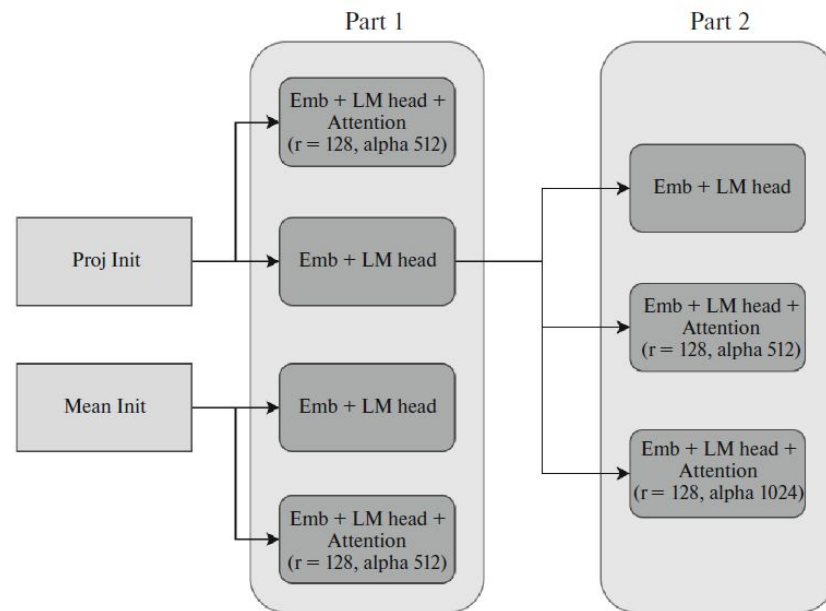 Part 1
Part 2
Emb + LM head +
Attention
(r = 128, alpha 512)
Proj Init
Emb + LM head
Mean Init
Emb + LM head
Emb + LM head +
Attention
(r = 128, alpha 512)
Emb + LM head
Emb + LM head +
Attention
(r = 128, alpha 512)
Emb + LM head +
Attention
(r = 128, alpha 1024)